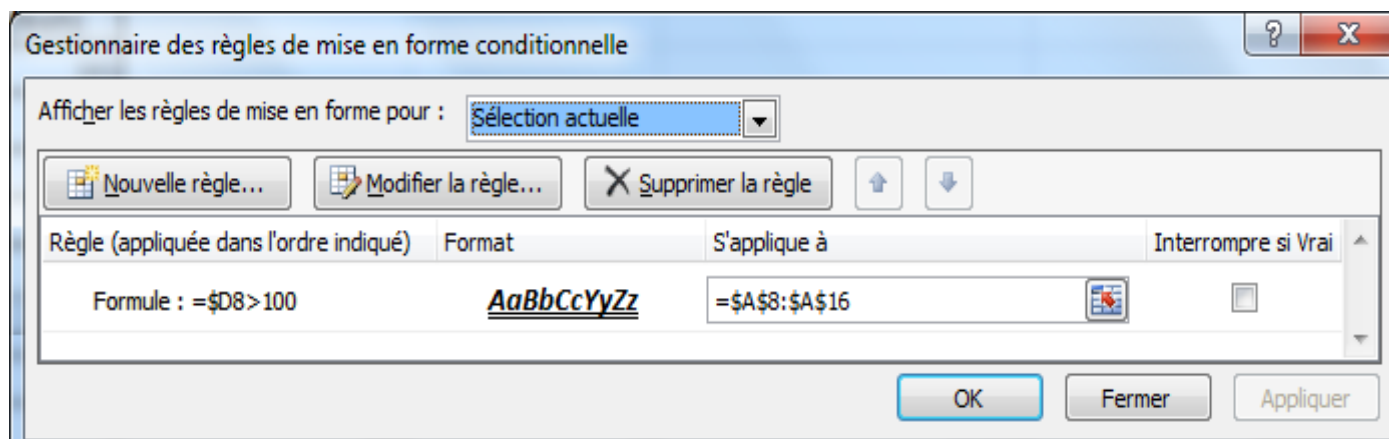 Gestionnaire des règles de mise en forme conditionnelle
Afficher les règles de mise en forme pour : Sélection actuelle
Nouvelle règle... Modifier la règle... Supprimer la règle
Règle (appliquée dans l'ordre indiqué) Format S'applique à Interrompre si Vrai
Formule : =$D8>100 AaBbCcYyZz =$A$8:$A$16
OK Fermer Appliquer